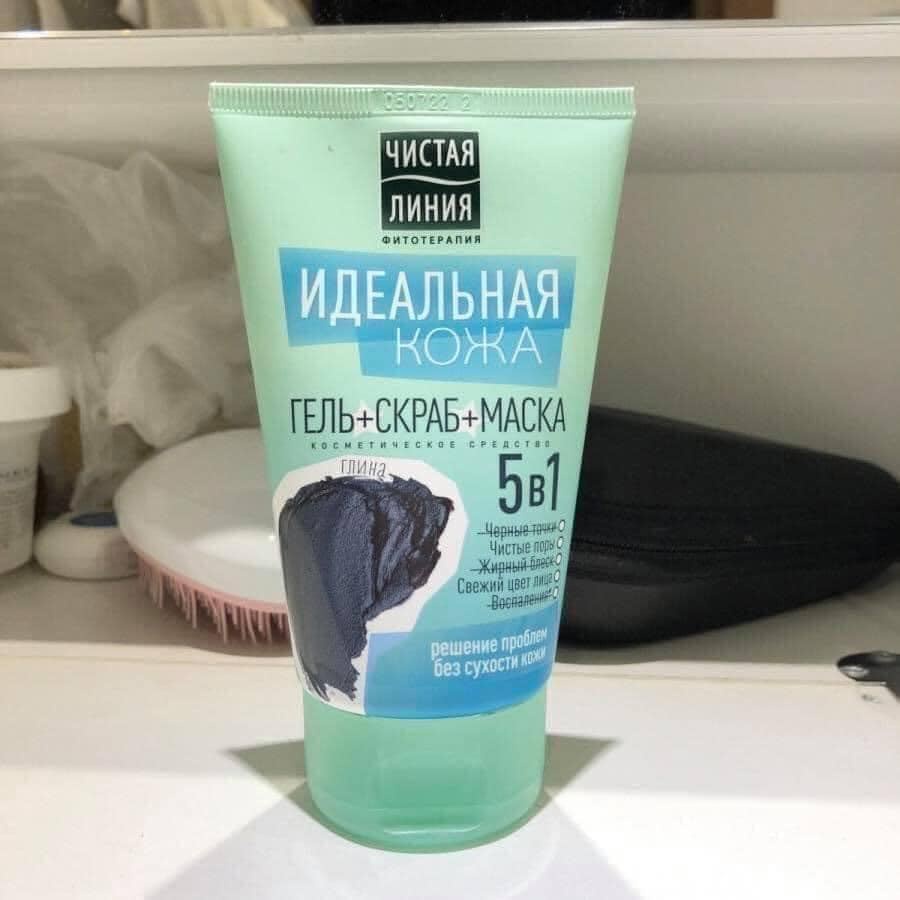 050722 2
ЧИСТАЯ
ЛИНИЯ
ФИТОТЕРАПИЯ
ИДЕАЛЬНАЯ
КОЖА
ГЕЛЬ+СКРАБ+МАСКА
КОСМЕТИЧЕСКОЕ СРЕДСТВО
глина
5в1
Черные точки
Чистые поры
Жирный блеск
Свежий цвет лица
Воспаления*
решение проблем
без сухости кожи